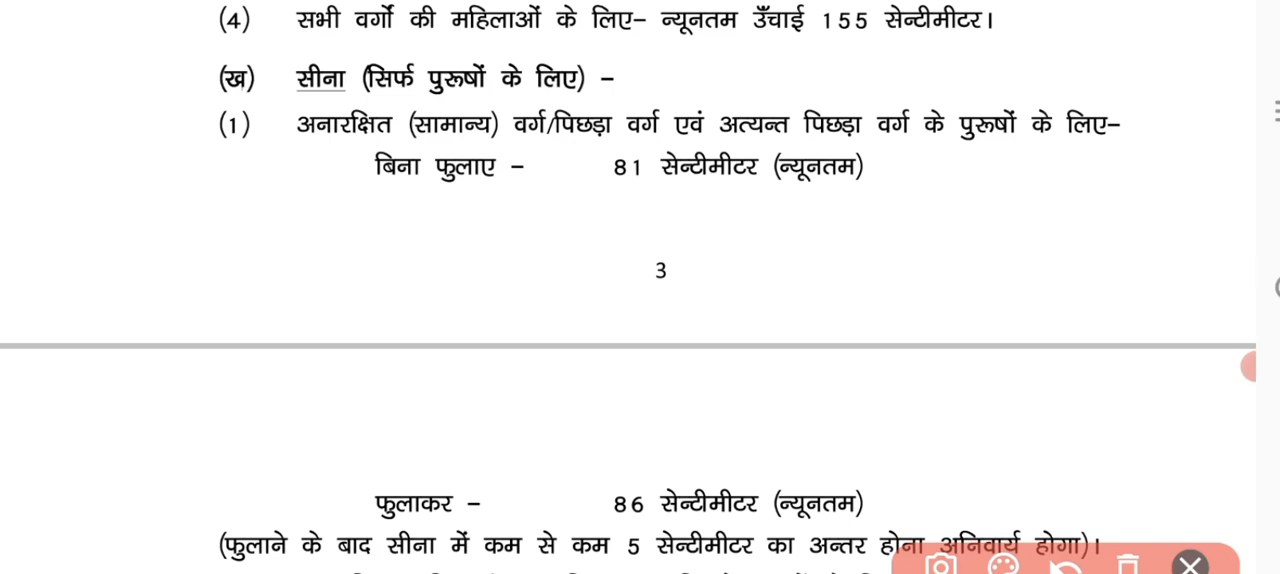 (4) सभी वर्गों की महिलाओं के लिए– न्यूनतम उँचाई 155 सेन्टीमीटर।
(ख) सीना (सिर्फ पुरूषों के लिए) –
(1) अनारक्षित (सामान्य) वर्ग/पिछड़ा वर्ग एवं अत्यन्त पिछड़ा वर्ग के पुरूषों के लिए–
बिना फुलाए – 81 सेन्टीमीटर (न्यूनतम)
3
फुलाकर – 86 सेन्टीमीटर (न्यूनतम)
(फुलाने के बाद सीना में कम से कम 5 सेन्टीमीटर का अन्तर होना अनिवार्य होगा)।